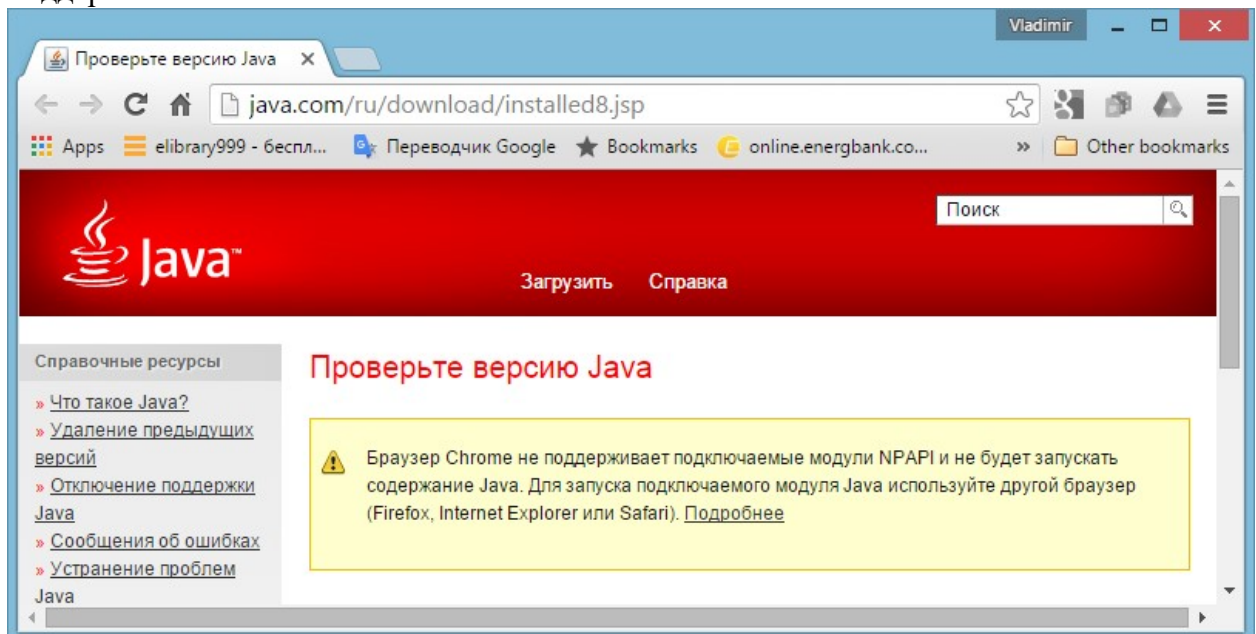 Vladimir
Проверьте версию Java
java.com/ru/download/installed8.jsp
Apps elibrary999 - бесп... Переводчик Google Bookmarks online.energbank.co... » Other bookmarks
Поиск
Java™
Загрузить Справка
Справочные ресурсы
» Что такое Java?
» Удаление предыдущих
версий
» Отключение поддержки
Java
» Сообщения об ошибках
» Устранение проблем
Java
Проверьте версию Java
Браузер Chrome не поддерживает подключаемые модули NPAPI и не будет запускать
содержание Java. Для запуска подключаемого модуля Java используйте другой браузер
(Firefox, Internet Explorer или Safari). Подробнее